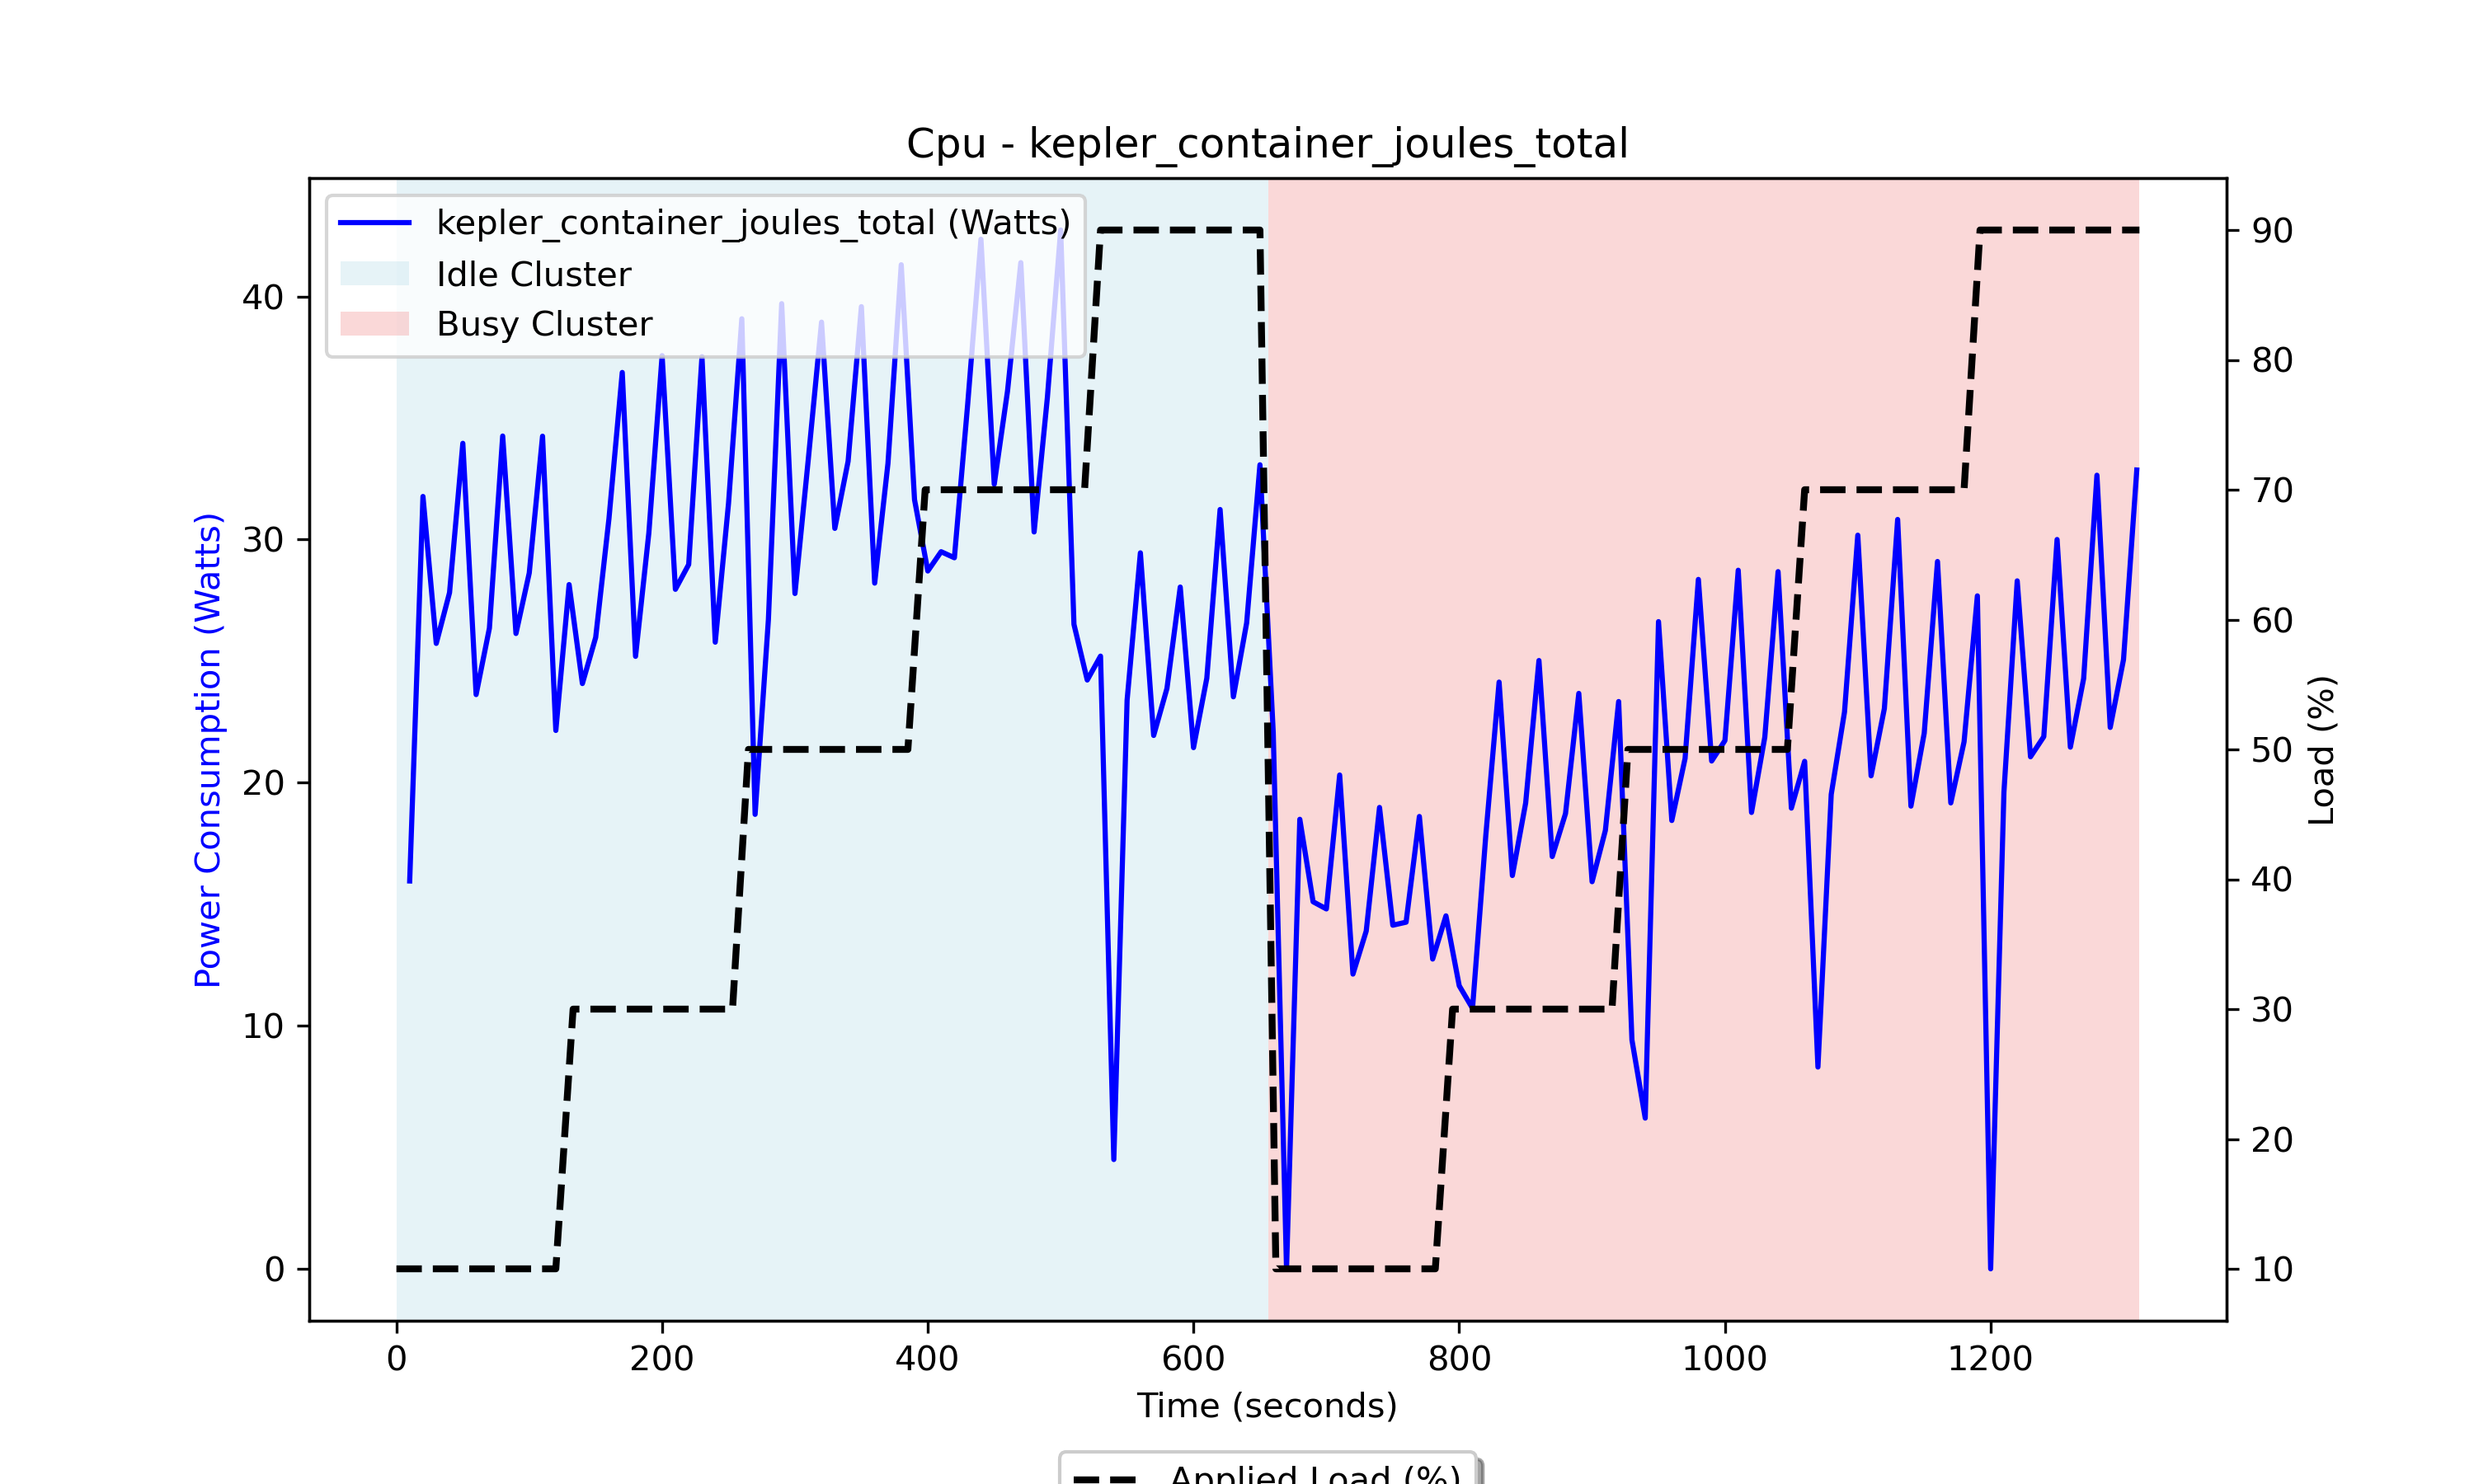 Cpu - kepler_container_joules_total
kepler_container_joules_total (Watts)
Idle Cluster
Busy Cluster
Power Consumption (Watts)
40
30
20
10
0
90
80
70
60
50
40
30
20
10
Load (%)
0 200 400 600 800 1000 1200
Time (seconds)
Applied Load (%)